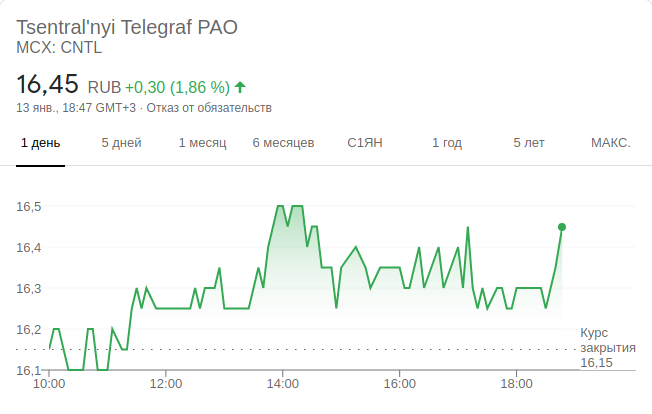 Tsentral'nyi Telegraf PAO
MCX: CNTL
16,45 RUB +0,30 (1,86 %)
13 янв., 18:47 GMT+3 · Отказ от обязательств
1 день 5 дней 1 месяц 6 месяцев С1ЯН 1 год 5 лет МАКС.
16,5
16,4
16,3
16,2
16,1
Курс
закрытия
16,15
10:00 12:00 14:00 16:00 18:00